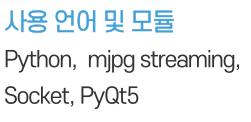 사용 언어 및 모듈
Python, mjpg streaming,
Socket, PyQt5